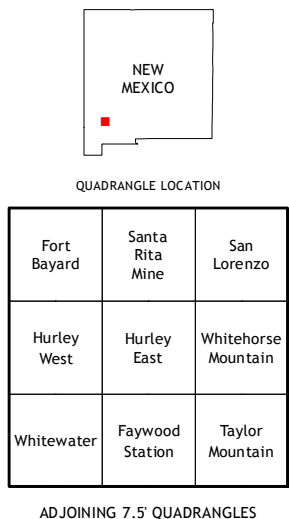 NEW
MEXICO
QUADRANGLE LOCATION
Fort
Bayard
Santa
Rita
Mine
San
Lorenzo
Hurley
West
Hurley
East
Whitehorse
Mountain
Whitewater
Faywood
Station
Taylor
Mountain
ADJOINING 7.5' QUADRANGLES